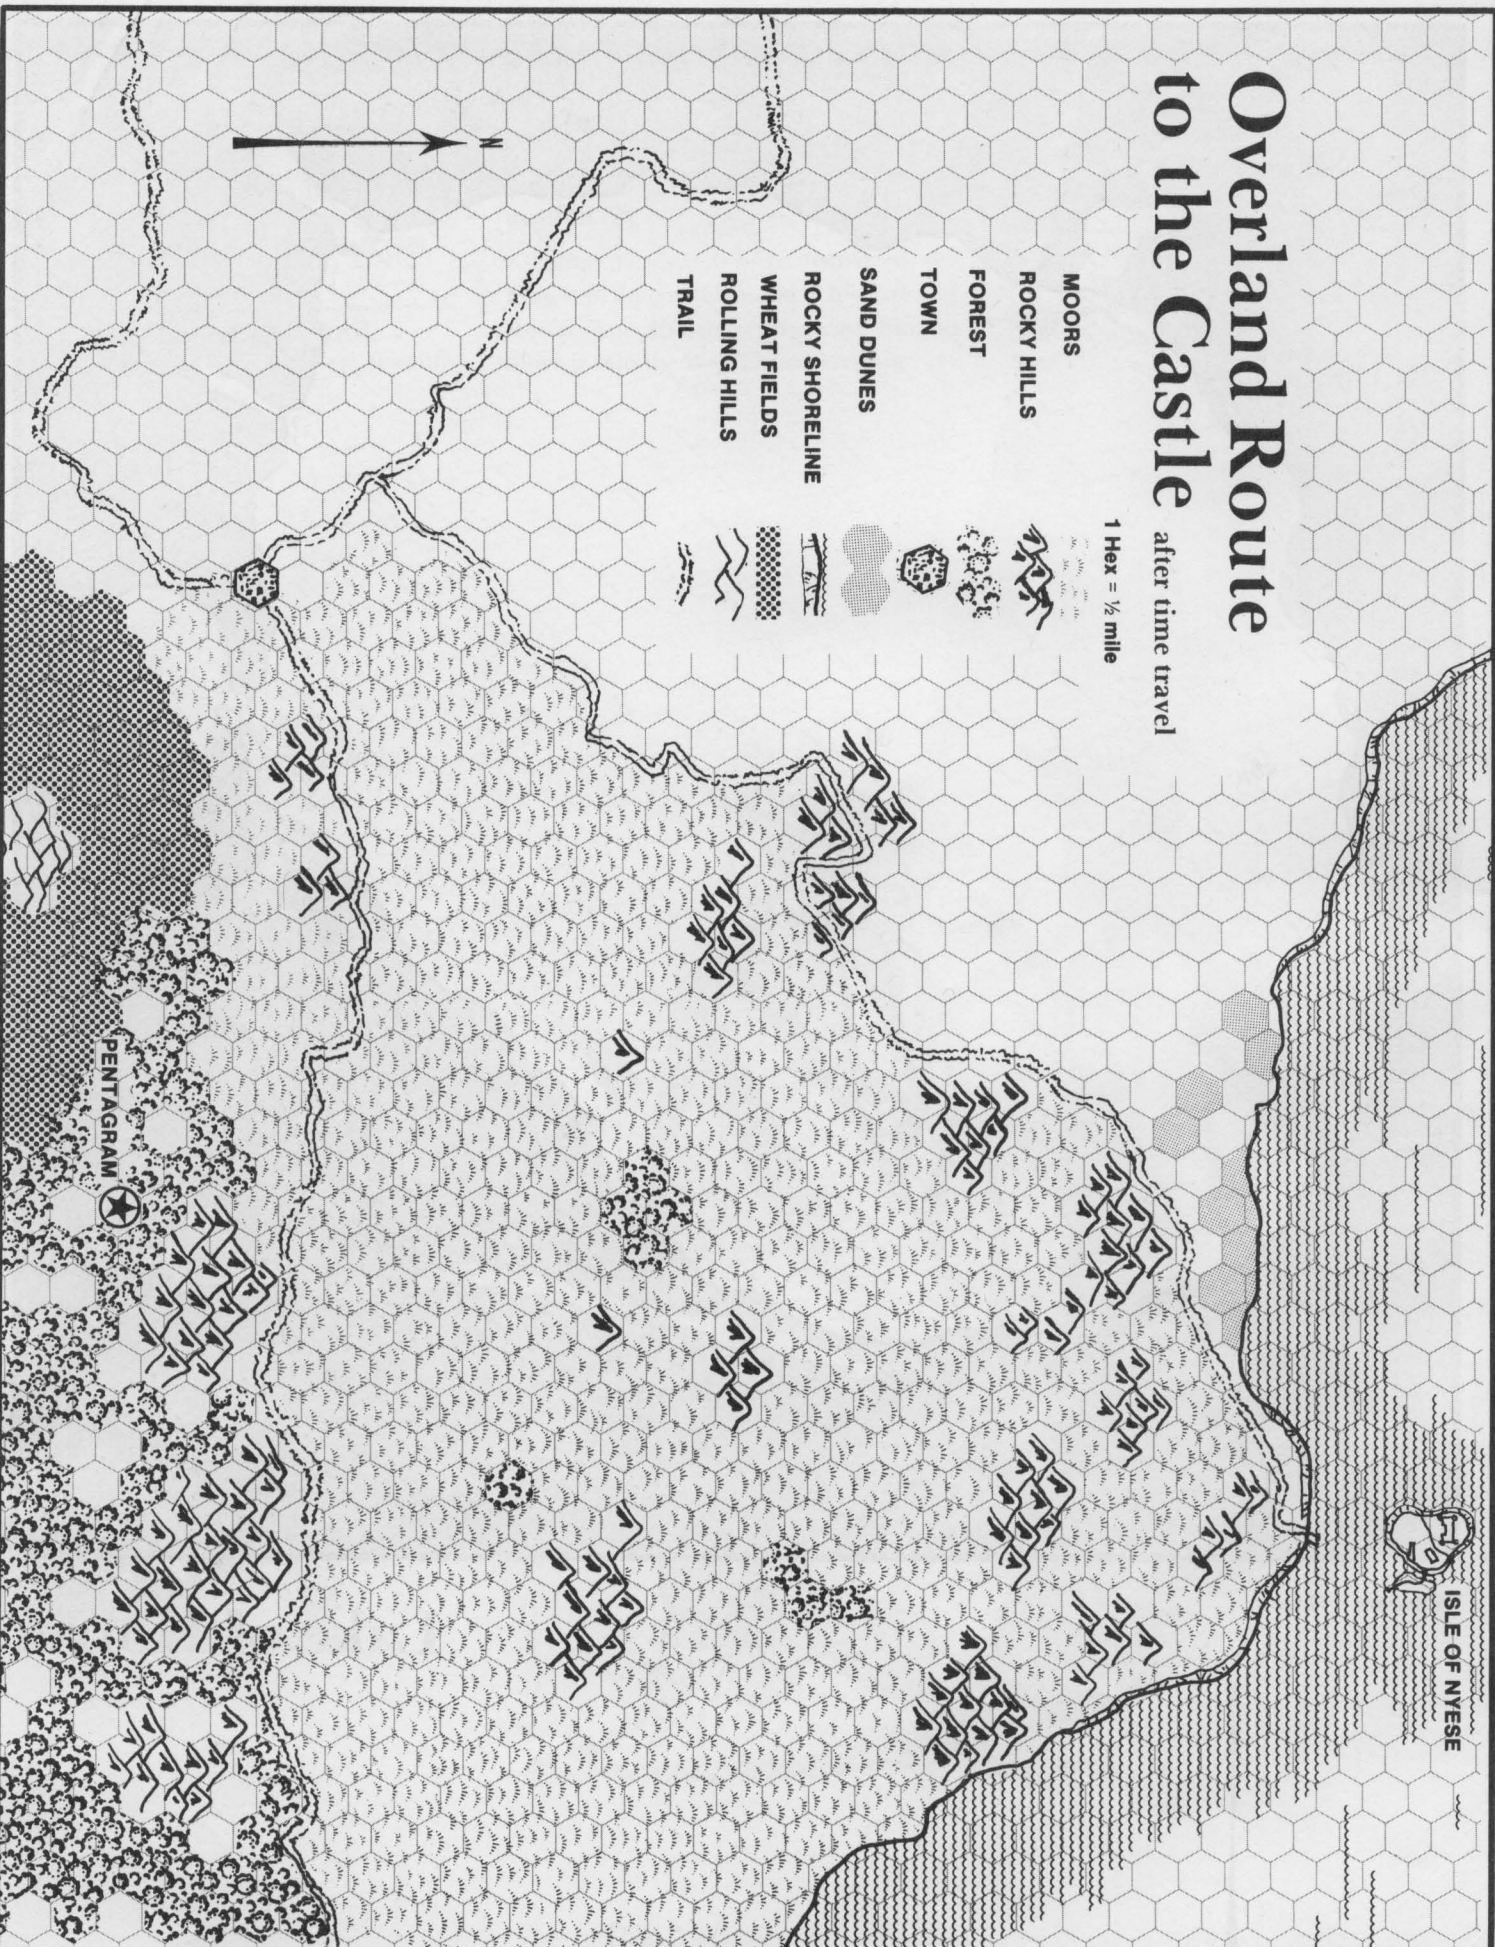 Overland Route
to the Castle after time travel
1 Hex = ½ mile
MOORS
ROCKY HILLS
FOREST
TOWN
SAND DUNES
ROCKY SHORELINE
WHEAT FIELDS
ROLLING HILLS
TRAIL
N
ISLE OF NYESE
PENTAGRAM